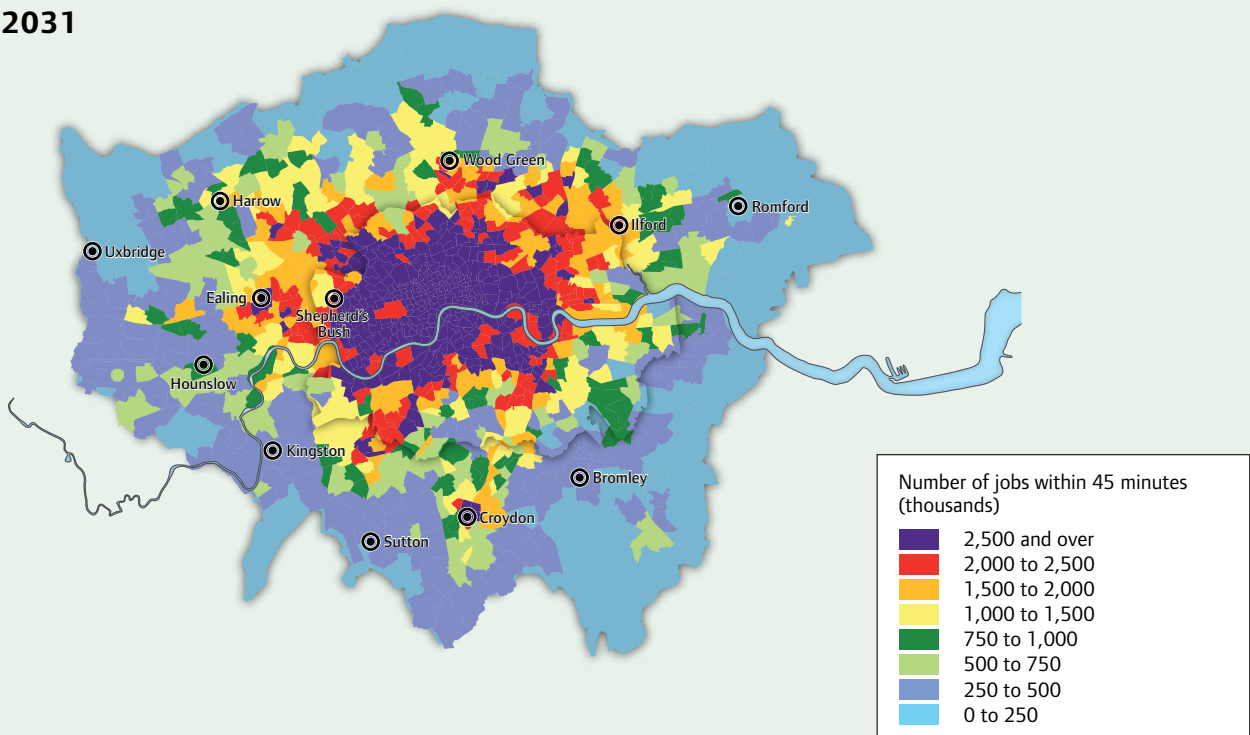 2031
Wood Green
Harrow
Romford
Ilford
Uxbridge
Ealing
Shepherd's
Bush
Hounslow
Kingston
Bromley
Croydon
Sutton
Number of jobs within 45 minutes
(thousands)
2,500 and over
2,000 to 2,500
1,500 to 2,000
1,000 to 1,500
750 to 1,000
500 to 750
250 to 500
0 to 250